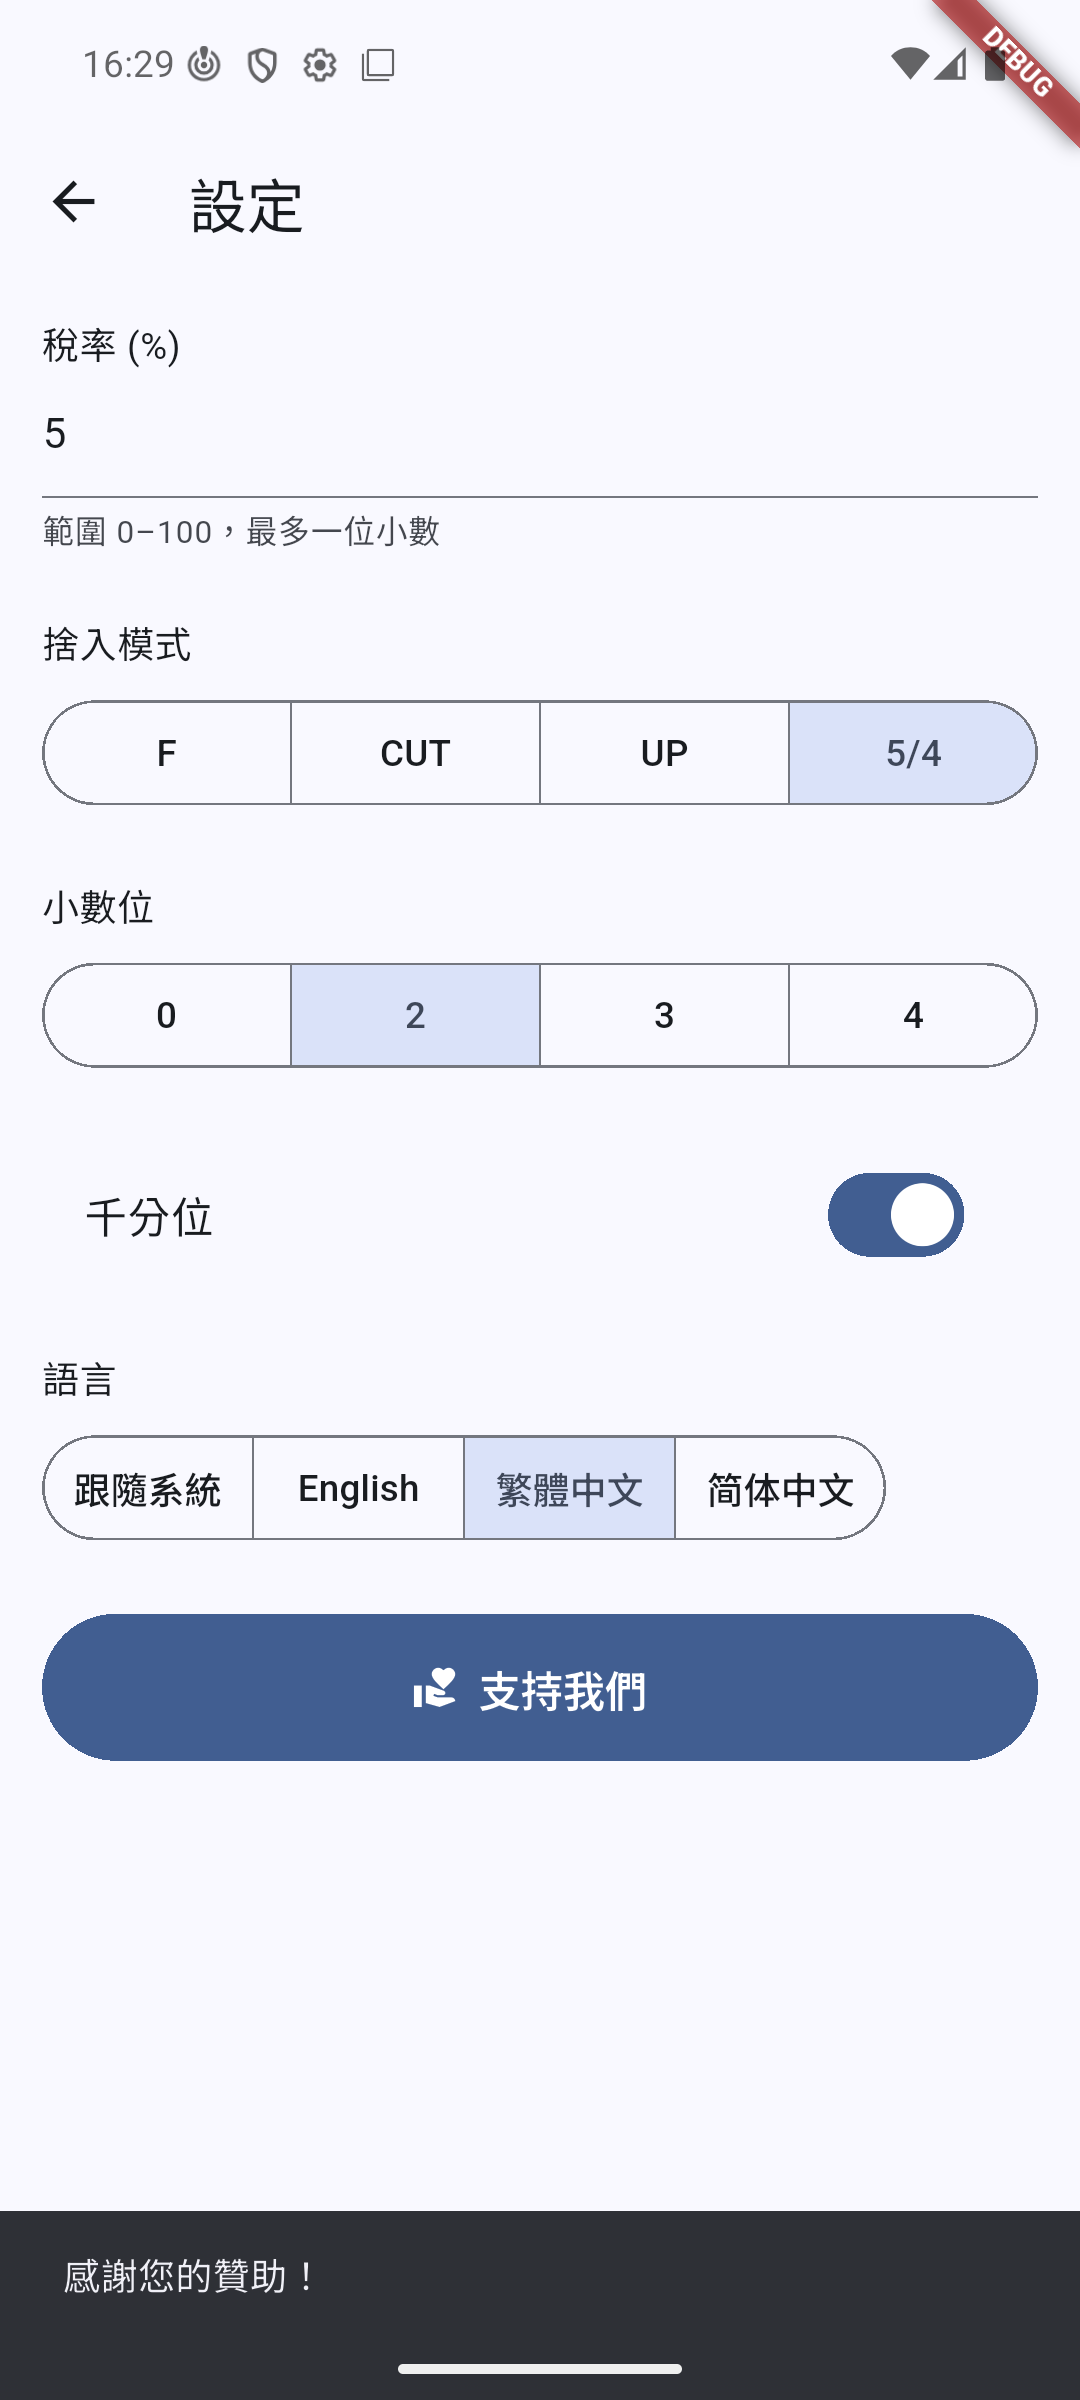 16:29
DEBUG
設定
稅率 (%)
5
範圍 0–100，最多一位小數
捨入模式
F CUT UP 5/4
小數位
0 2 3 4
千分位
語言
跟隨系統 English 繁體中文 简体中文
支持我們
感謝您的贊助！